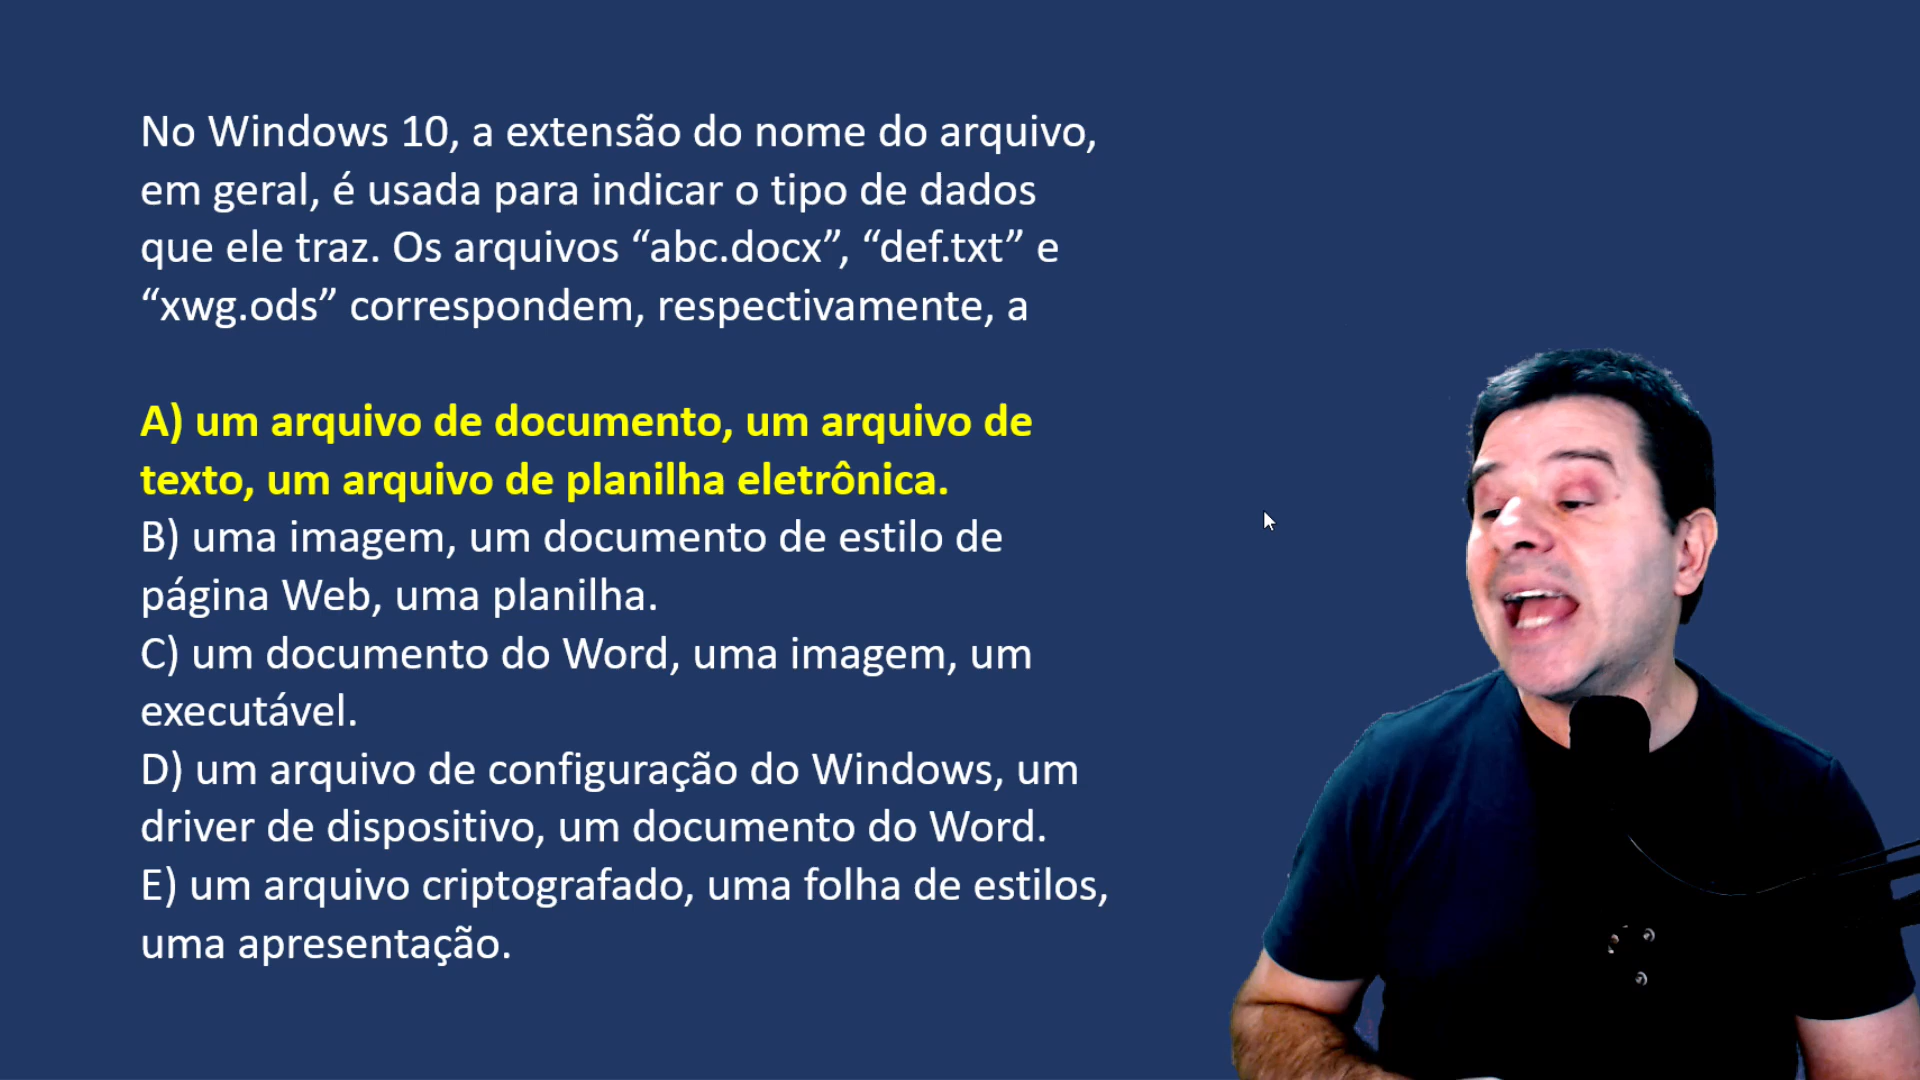 No Windows 10, a extensão do nome do arquivo,
em geral, é usada para indicar o tipo de dados
que ele traz. Os arquivos “abc.docx”, “def.txt” e
“xwg.ods” correspondem, respectivamente, a
A) um arquivo de documento, um arquivo de
texto, um arquivo de planilha eletrônica.
B) uma imagem, um documento de estilo de
página Web, uma planilha.
C) um documento do Word, uma imagem, um
executável.
D) um arquivo de configuração do Windows, um
driver de dispositivo, um documento do Word.
E) um arquivo criptografado, uma folha de estilos,
uma apresentação.